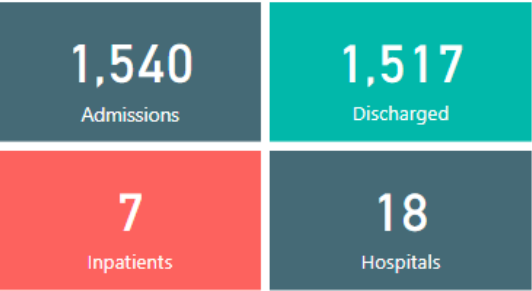 1,540
Admissions
1,517
Discharged
7
Inpatients
18
Hospitals